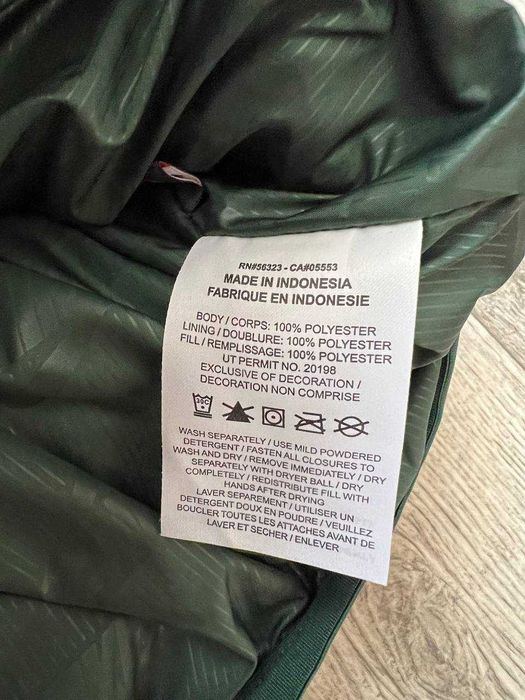 RN#56323 - CA#05553
MADE IN INDONESIA
FABRIQUE EN INDONESIE
BODY / CORPS: 100% POLYESTER
LINING / DOUBLURE: 100% POLYESTER
FILL / REMPLISSAGE: 100% POLYESTER
UT PERMIT NO. 20198
EXCLUSIVE OF DECORATION /
DECORATION NON COMPRISE
30C
WASH SEPARATELY / USE MILD POWDERED
DETERGENT / FASTEN ALL CLOSURES TO
WASH AND DRY / REMOVE IMMEDIATELY / DRY
SEPARATELY WITH DRYER BALL / DRY
COMPLETELY / REDISTRIBUTE FILL WITH
HANDS AFTER DRYING
LAVER SEPAREMENT / UTILISER UN
DETERGENT DOUX EN POUDRE / VEUILLEZ
BOUCLER TOUTES LES ATTACHES AVANT DE
LAVER ET SECHER / ENLEVER